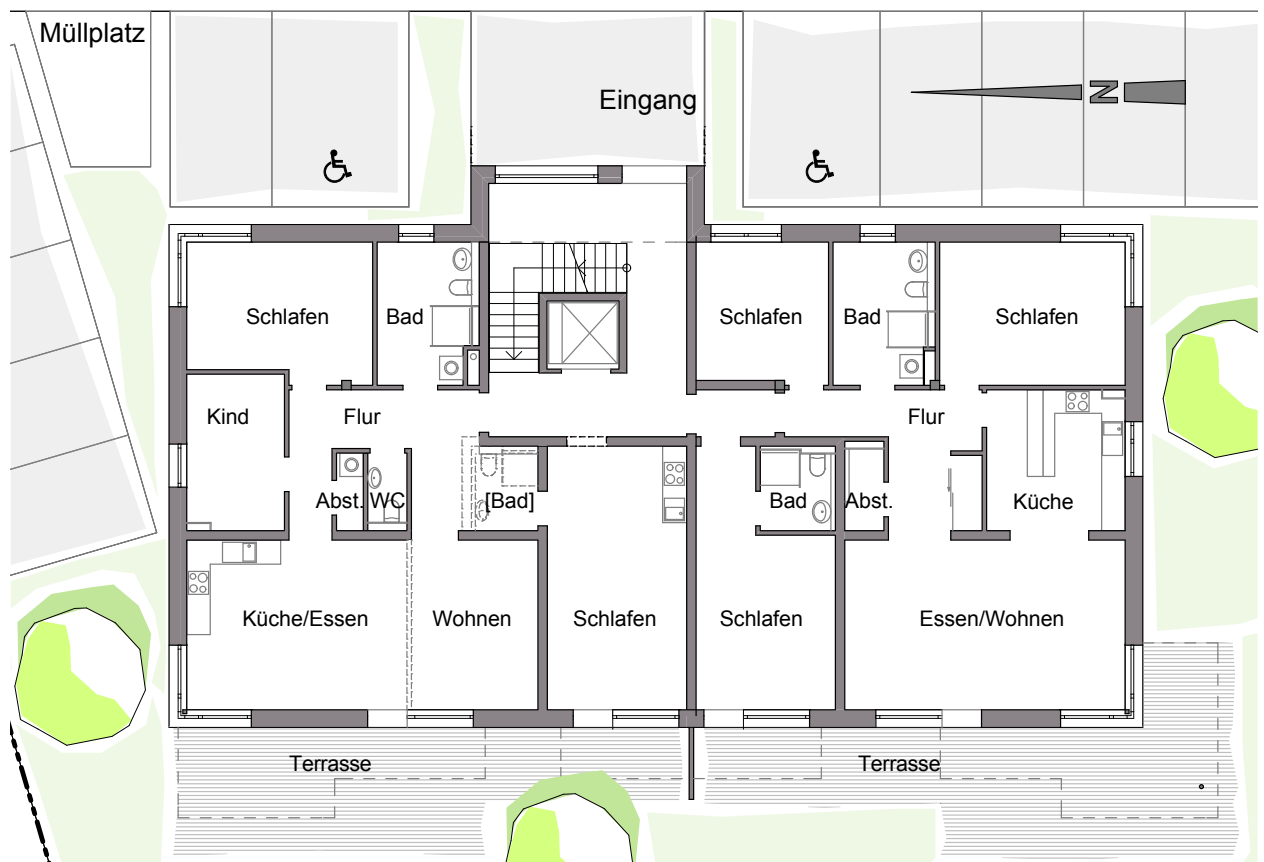 Müllplatz
Eingang
N
Schlafen
Bad
Schlafen
Bad
Schlafen
Kind
Flur
Flur
Abst.
WC
[Bad]
Bad
Abst.
Küche
Küche/Essen
Wohnen
Schlafen
Schlafen
Essen/Wohnen
Terrasse
Terrasse